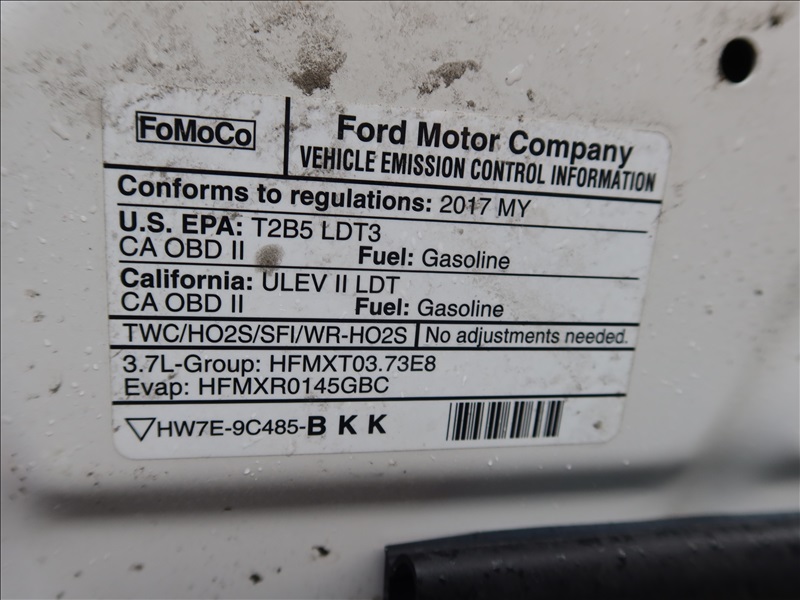 FoMoCo
Ford Motor Company
VEHICLE EMISSION CONTROL INFORMATION
Conforms to regulations: 2017 MY
U.S. EPA: T2B5 LDT3
CA OBD II Fuel: Gasoline
California: ULEV II LDT
CA OBD II Fuel: Gasoline
TWC/HO2S/SFI/WR-HO2S No adjustments needed.
3.7L-Group: HFMXT03.73E8
Evap: HFMXR0145GBC
HW7E-9C485-B K K